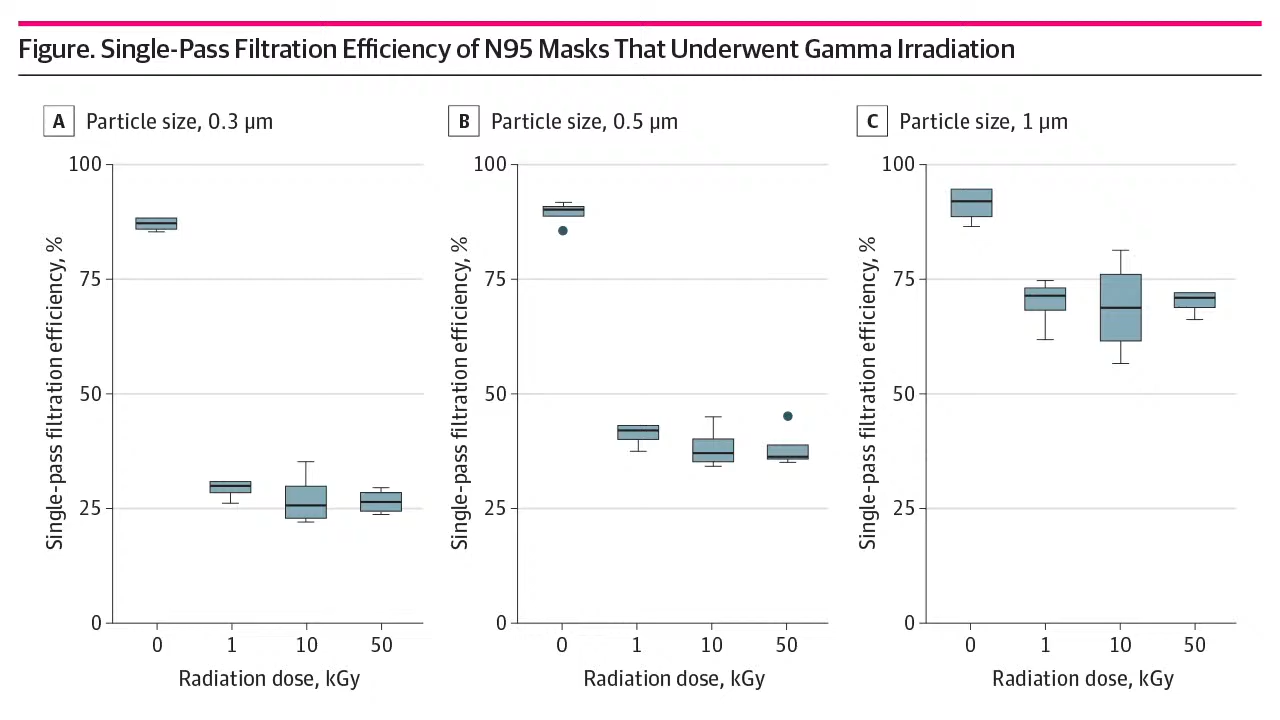 Figure. Single-Pass Filtration Efficiency of N95 Masks That Underwent Gamma Irradiation
A Particle size, 0.3 μm
Single-pass filtration efficiency, %
100
75
50
25
0
0 1 10 50
Radiation dose, kGy
B Particle size, 0.5 μm
Single-pass filtration efficiency, %
100
75
50
25
0
0 1 10 50
Radiation dose, kGy
C Particle size, 1 μm
Single-pass filtration efficiency, %
100
75
50
25
0
0 1 10 50
Radiation dose, kGy